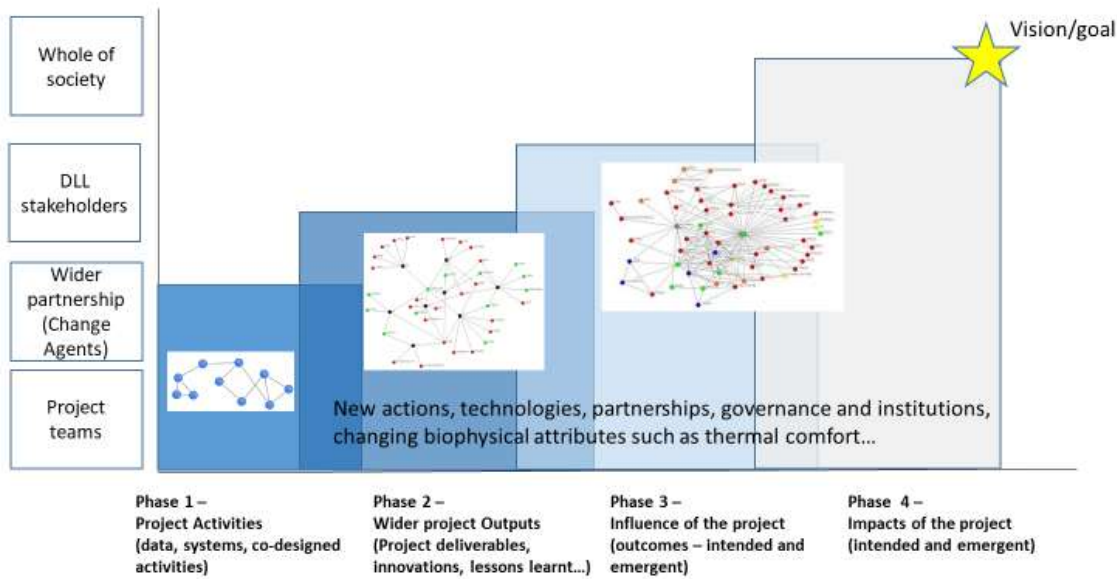 Vision/goal
Whole of
society
DLL
stakeholders
Wider
partnership
(Change
Agents)
Project
teams
New actions, technologies, partnerships, governance and institutions,
changing biophysical attributes such as thermal comfort...
Phase 1 –
Project Activities
(data, systems, co-designed
activities)
Phase 2 –
Wider project Outputs
(Project deliverables,
innovations, lessons learnt...)
Phase 3 –
Influence of the project
(outcomes – intended and
emergent)
Phase 4 –
Impacts of the project
(intended and emergent)